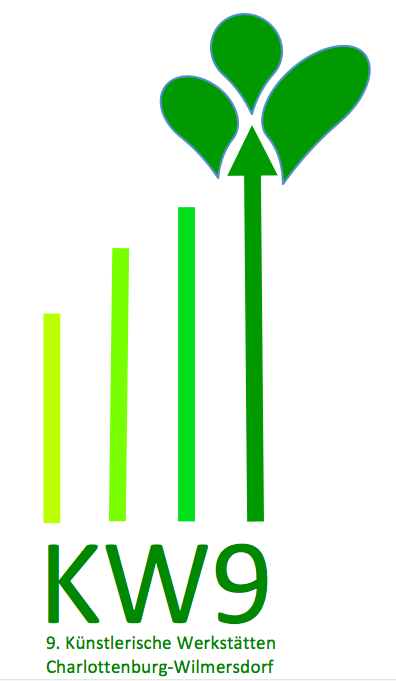 KW9
9. Künstlerische Werkstätten
Charlottenburg-Wilmersdorf